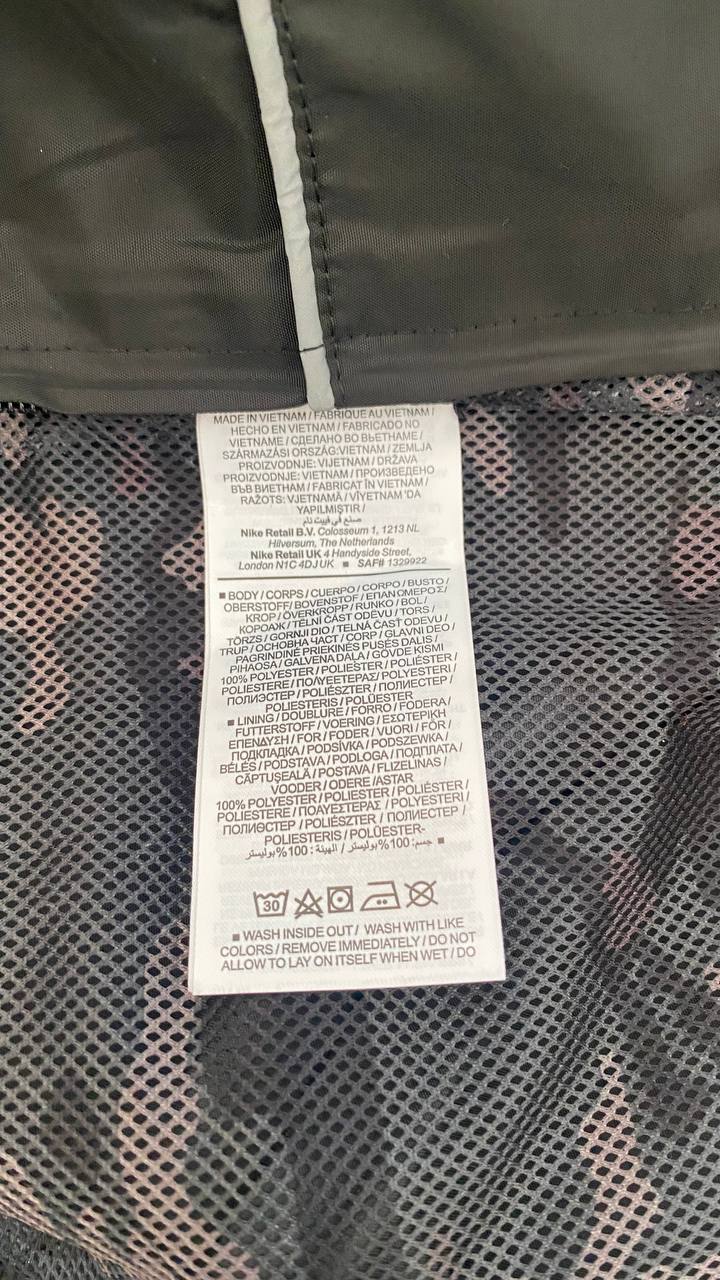 MADE IN VIETNAM / FABRIQUE AU VIETNAM /
HECHO EN VIETNAM / FABRICADO NO
VIETNAME / СДЕЛАНО ВО ВЬЕТНАМЕ /
SZÁRMAZÁSI ORSZÁG:VIETNAM / ZEMLJA
PROIZVODNJE: VIJETNAM / DRŽAVA
PROIZVODNJE: VIETNAM / ПРОИЗВЕДЕНО
ВЪВ ВИЕТНАМ / FABRICAT ÎN VIETNAM /
RAŽOTS: VJETNAMĀ / VİYETNAM 'DA
YAPILMIŞTIR /
صنع في فييت نام
Nike Retail B.V. Colosseum 1, 1213 NL
Hilversum, The Netherlands
Nike Retail UK 4 Handyside Street,
London N1C 4DJ UK ■ SAF# 1329922
■ BODY / CORPS / CUERPO / CORPO / BUSTO /
OBERSTOFF/ BOVENSTOF / ΕΠΑΝΩΜΕΡΟΣ /
KROP / ÖVERKROPP / RUNKO / BOL /
КОРОАЖ / TĚLNÍ ČÁST ODĚVU / TORS /
TÖRZS / GORNJI DIO / TELNÁ ČASŤ ODEVU /
TRUP / ОСНОВНА ЧАСТ / CORP / GLAVNI DEO /
PAGRINDINĖ PRIEKINĖS PUSĖS DALIS /
PIHAOSA / GALVENĀ DAĻA / GÖVDE KISMI
100% POLYESTER / POLIESTER / POLIÉSTER /
POLIESTERE / ΠΟΛΥΕΣΤΕΡΑΣ / POLYESTERI /
ПОЛИЭСТЕР / POLIÉSZTER / ПОЛИЕСТЕР /
POLIESTERIS / POLÜESTER
■ LINING / DOUBLURE / FORRO / FODERA /
FUTTERSTOFF / VOERING / ΕΣΩΤΕΡΙΚΗ
ΕΠΕΝΔΥΣΗ / FOR / FODER / VUORI / FÓR /
ПОДКЛАДКА / PODŠÍVKA / PODSZEWKA /
BÉLÉS / PODSTAVA / PODLOGA / ПОДПЛАТА /
CĂPTUȘEALĂ / POSTAVA / FLIZELINAS /
VOODER / ODERE /ASTAR
100% POLYESTER / POLIESTER / POLIÉSTER /
POLIESTERE / ΠΟΛΥΕΣΤΕΡΑΣ / POLYESTERI /
ПОЛИЭСТЕР / POLIÉSZTER / ПОЛИЕСТЕР /
POLIESTERIS / POLÜESTER-
■ جسم: 100% بوليستر / الهيئة: 100% بوليستر
30
■ WASH INSIDE OUT / WASH WITH LIKE
COLORS / REMOVE IMMEDIATELY / DO NOT
ALLOW TO LAY ON ITSELF WHEN WET / DO